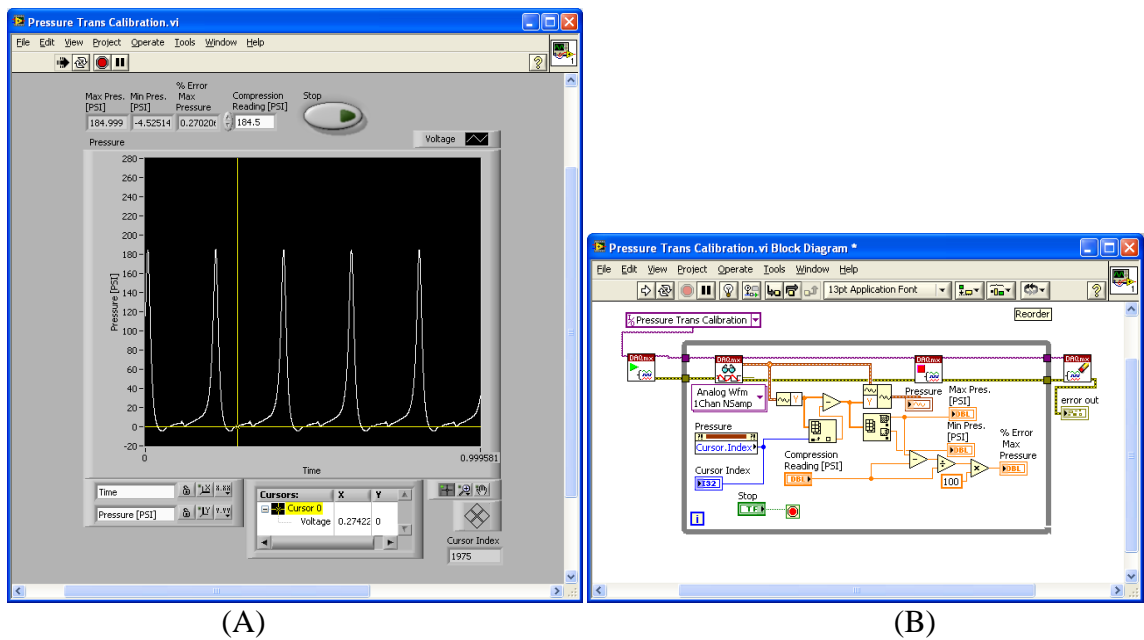 Pressure Trans Calibration.vi
File Edit View Project Operate Tools Window Help
% Error
Max Pres. Min Pres. Max Compression Stop
[PSI] [PSI] Pressure Reading [PSI]
184.999 -4.52514 0.27020 184.5
Pressure
Voltage
280
260
240
220
200
180
160
140
120
100
80
60
40
20
0
-20
Pressure [PSI]
0 0.999581
Time
Time
Pressure [PSI]
Cursors: X Y
Cursor 0
Voltage 0.27422 0
Cursor Index
1975
(A)
Pressure Trans Calibration.vi Block Diagram *
File Edit View Project Operate Tools Window Help
13pt Application Font
Reorder
Pressure Trans Calibration
DAQmx DAQmx DAQmx DAQmx
Analog Wfm
1Chan NSamp
Pressure
Max Pres.
[PSI]
DBL
error out
Pressure
Cursor.Index
Min Pres.
[PSI]
DBL
% Error
Max
Pressure
DBL
Compression
Reading [PSI]
DBL
100
Cursor Index
I32
Stop
TF
i
(B)